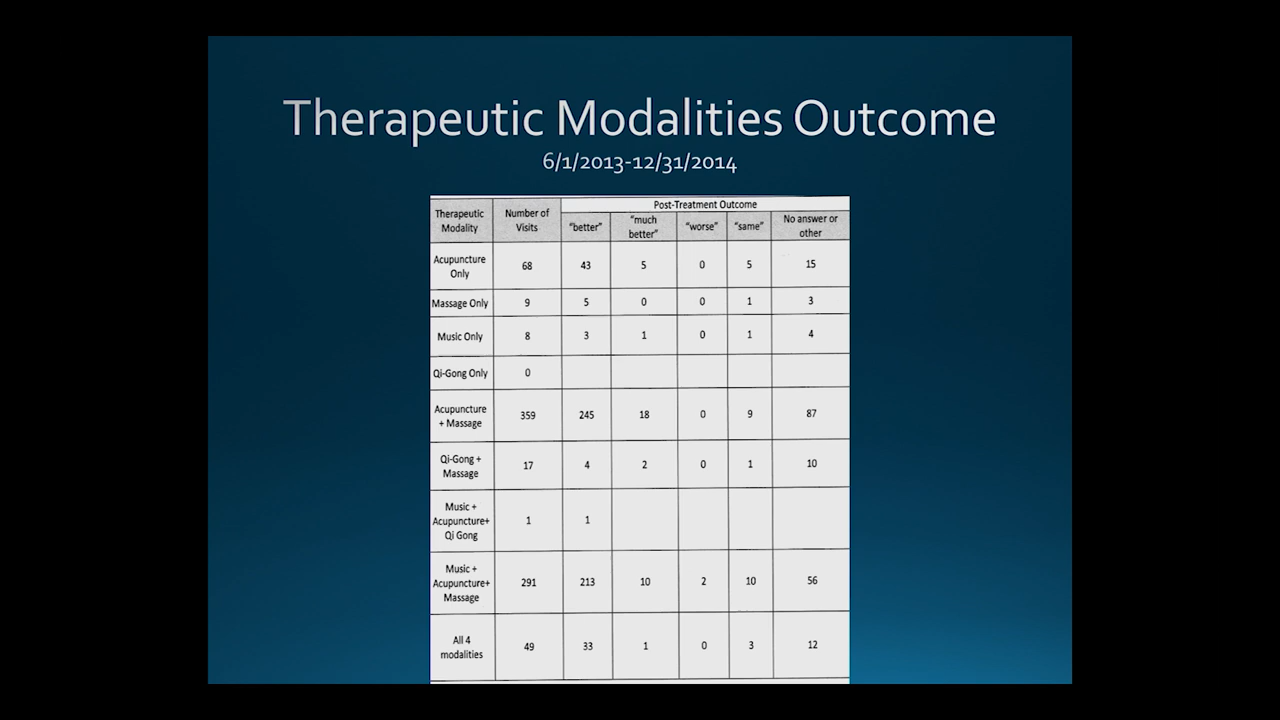 Therapeutic Modalities Outcome
6/1/2013-12/31/2014
Therapeutic Modality Number of Visits Post-Treatment Outcome
"better" "much better" "worse" "same" No answer or other
Acupuncture Only 68 43 5 0 5 15
Massage Only 9 5 0 0 1 3
Music Only 8 3 1 0 1 4
Qi-Gong Only 0
Acupuncture + Massage 359 245 18 0 9 87
Qi-Gong + Massage 17 4 2 0 1 10
Music + Acupuncture+ Qi Gong 1 1
Music + Acupuncture+ Massage 291 213 10 2 10 56
All 4 modalities 49 33 1 0 3 12